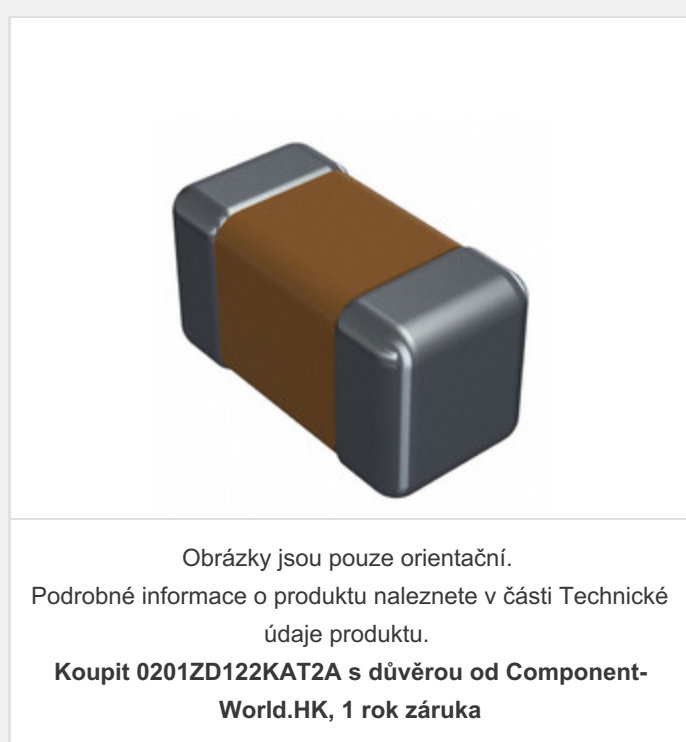 Obrázky jsou pouze orientační.
Podrobné informace o produktu naleznete v části Technické
údaje produktu.
Koupit 0201ZD122KAT2A s důvěrou od Component-
World.HK, 1 rok záruka